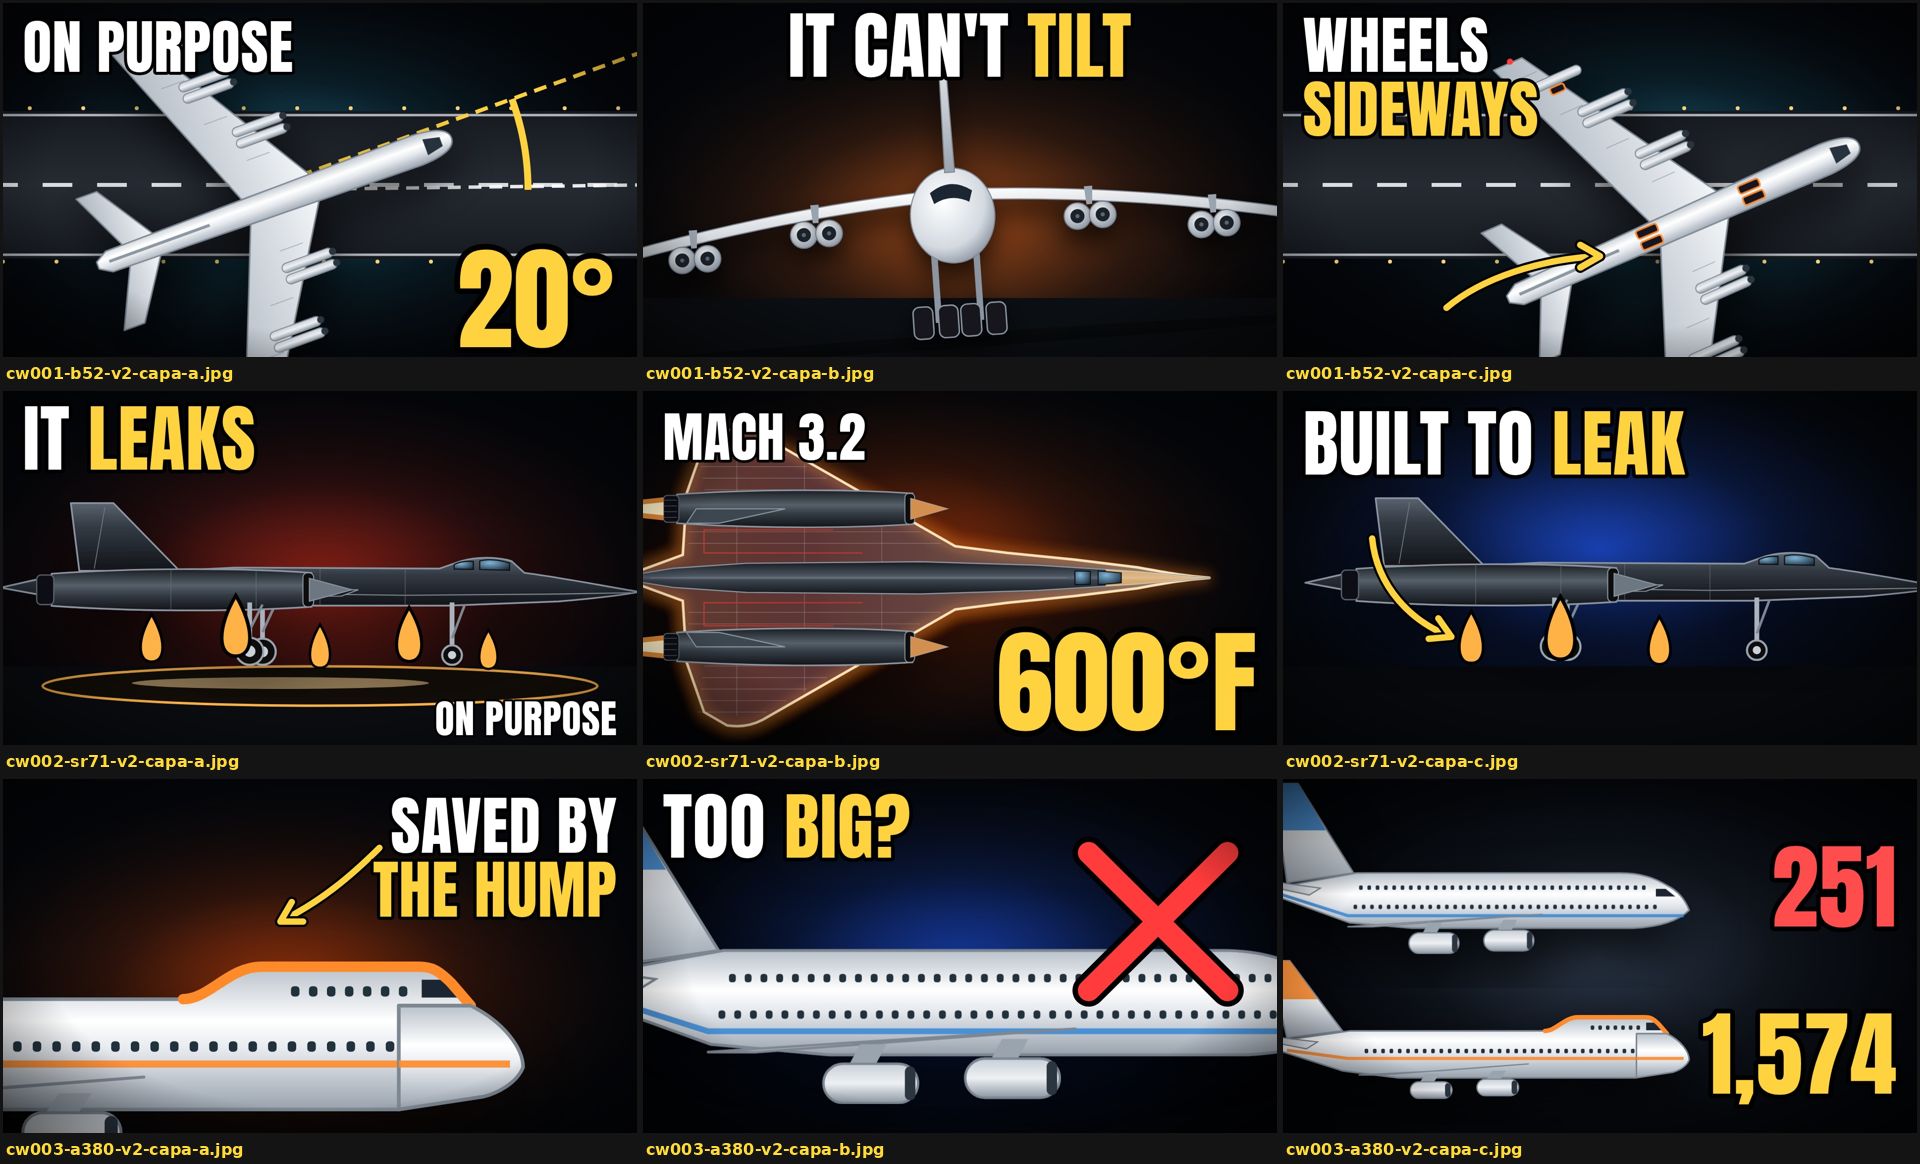 ON PURPOSE
20°
cw001-b52-v2-capa-a.jpg
IT CAN'T TILT
cw001-b52-v2-capa-b.jpg
WHEELS
SIDEWAYS
cw001-b52-v2-capa-c.jpg
IT LEAKS
ON PURPOSE
cw002-sr71-v2-capa-a.jpg
MACH 3.2
600°F
cw002-sr71-v2-capa-b.jpg
BUILT TO LEAK
cw002-sr71-v2-capa-c.jpg
SAVED BY
THE HUMP
cw003-a380-v2-capa-a.jpg
TOO BIG?
cw003-a380-v2-capa-b.jpg
251
1,574
cw003-a380-v2-capa-c.jpg